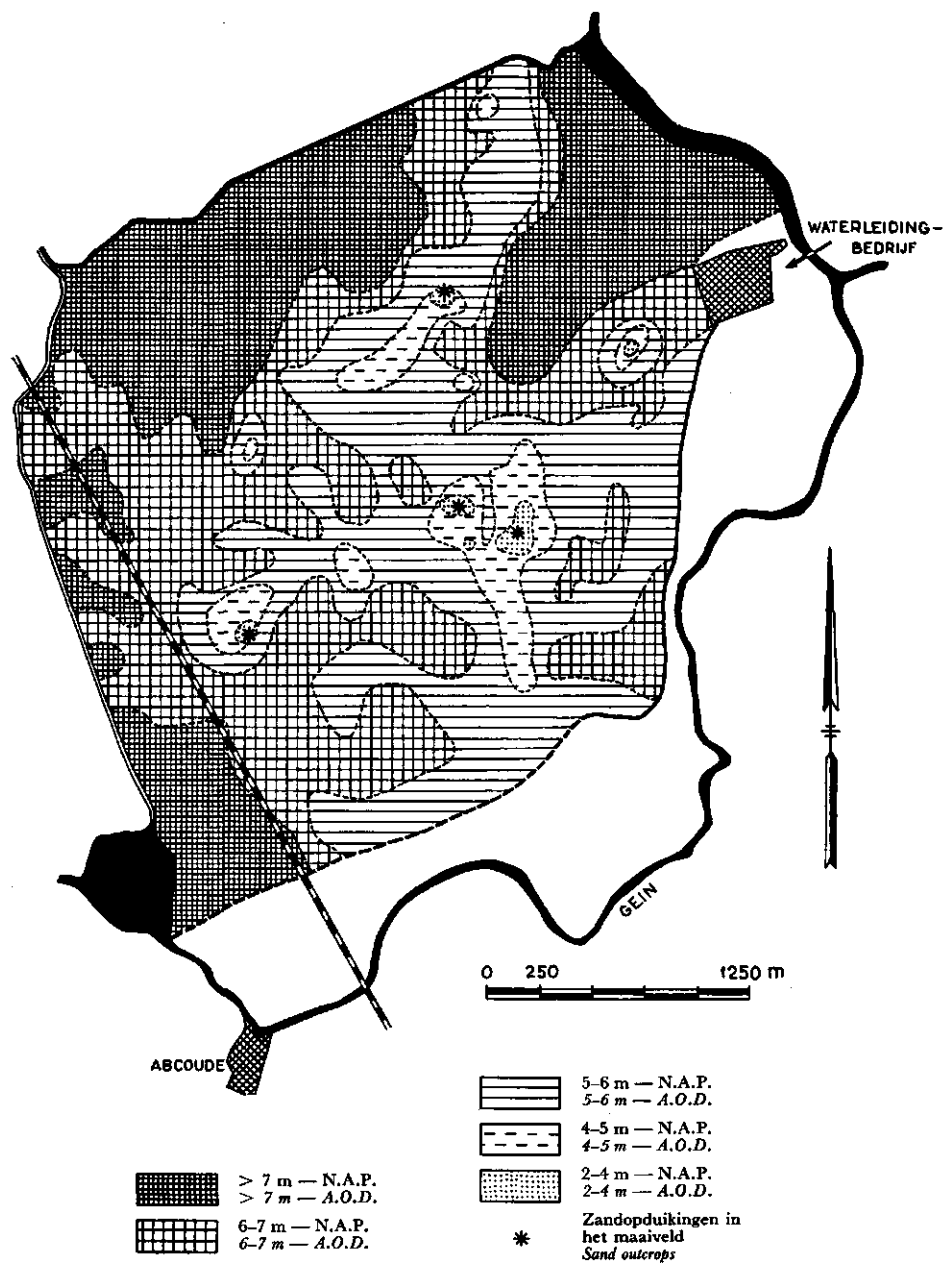 WATERLEIDING-
BEDRIJF
GEIN
0 250 1250 m
ABCOUDE
5–6 m — N.A.P.
5–6 m — A.O.D.
4–5 m — N.A.P.
4–5 m — A.O.D.
2–4 m — N.A.P.
2–4 m — A.O.D.
> 7 m — N.A.P.
> 7 m — A.O.D.
6–7 m — N.A.P.
6–7 m — A.O.D.
Zandopduikingen in
het maaiveld
Sand outcrops